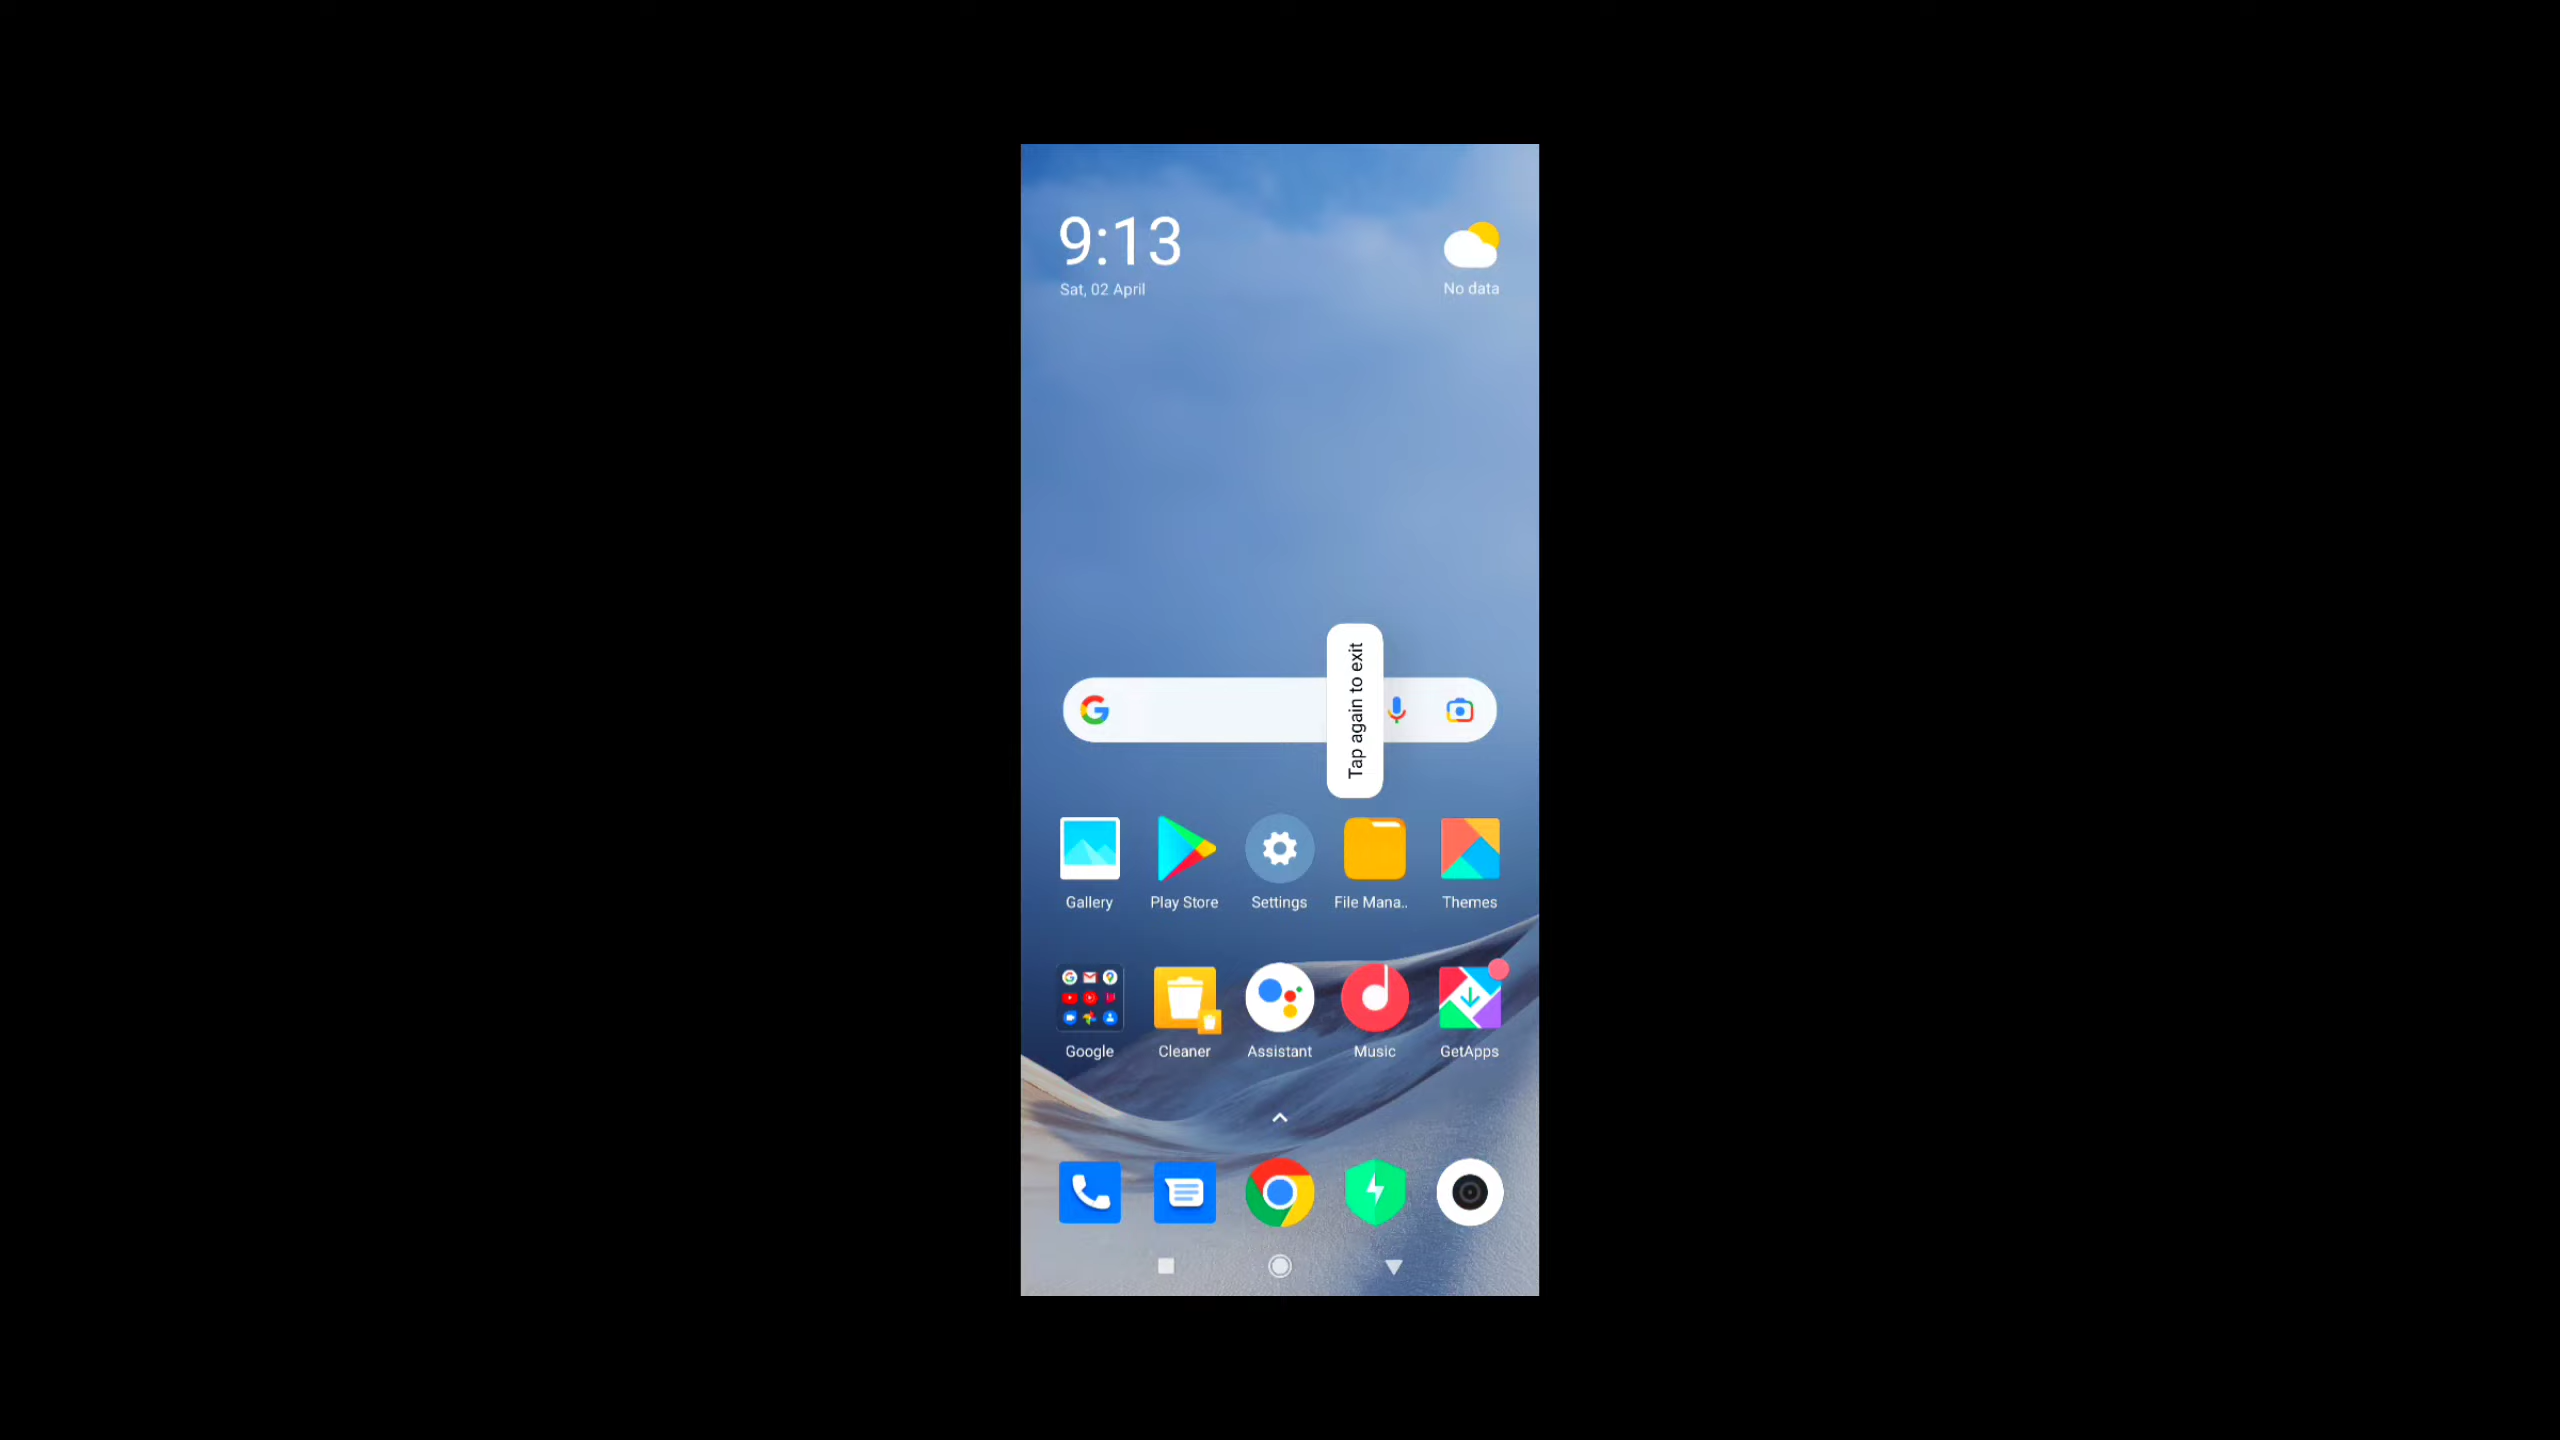 9:13
Sat, 02 April
No data
Tap again to exit
Gallery
Play Store
Settings
File Mana..
Themes
Google
Cleaner
Assistant
Music
GetApps